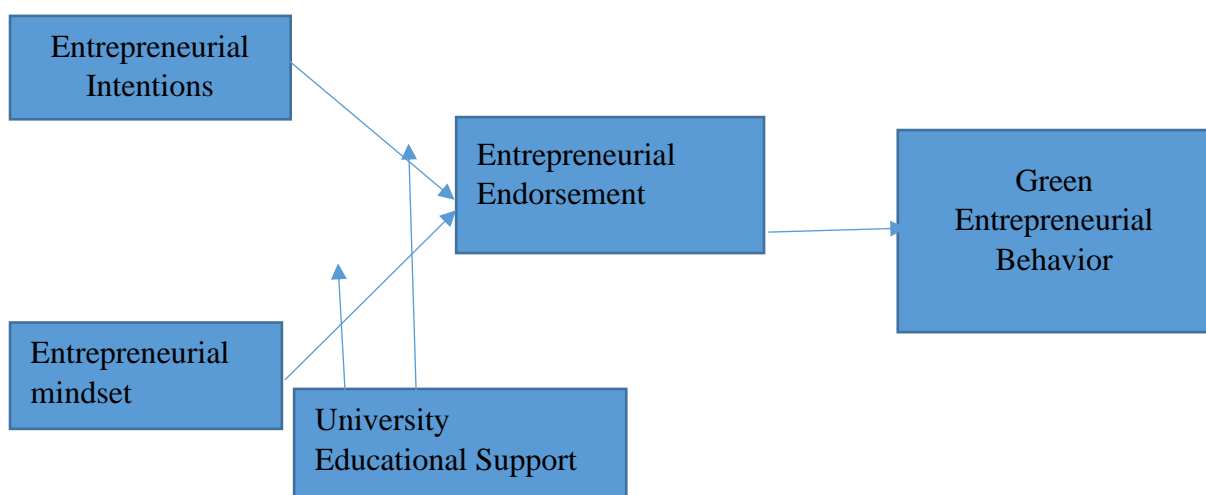 Entrepreneurial
Intentions
Entrepreneurial
Endorsement
Green
Entrepreneurial
Behavior
Entrepreneurial
mindset
University
Educational Support